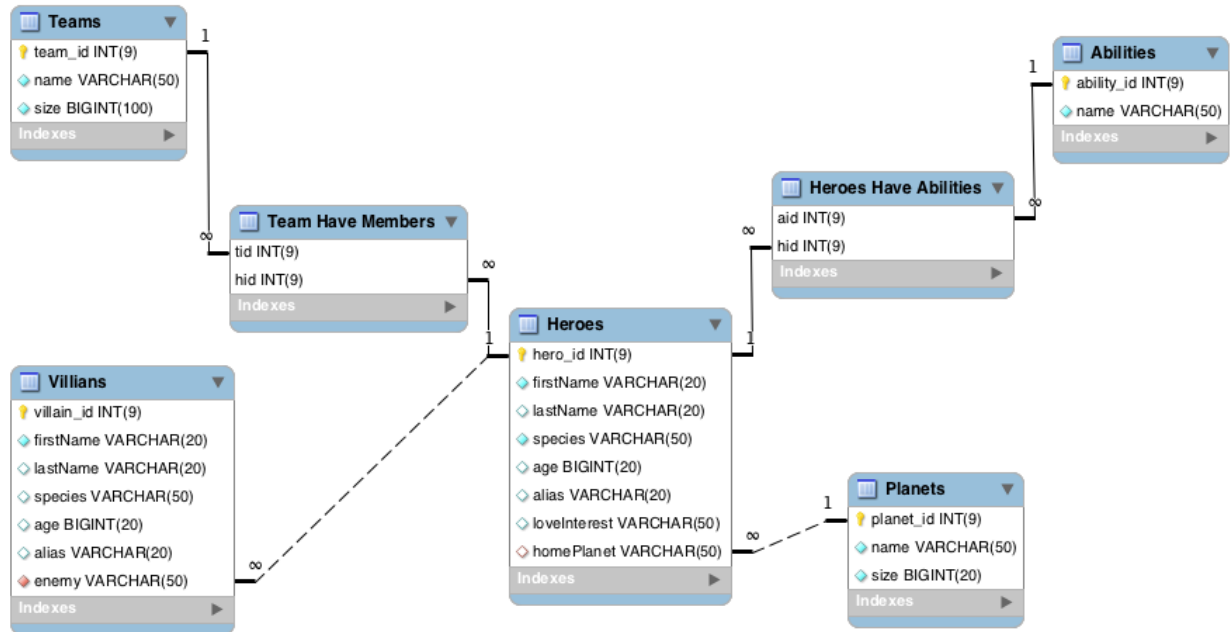 Teams
team_id INT(9)
name VARCHAR(50)
size BIGINT(100)
Indexes
1
∞
Team Have Members
tid INT(9)
hid INT(9)
Indexes
∞
1
Villians
villain_id INT(9)
firstName VARCHAR(20)
lastName VARCHAR(20)
species VARCHAR(50)
age BIGINT(20)
alias VARCHAR(20)
enemy VARCHAR(50)
Indexes
∞
Heroes
hero_id INT(9)
firstName VARCHAR(20)
lastName VARCHAR(20)
species VARCHAR(50)
age BIGINT(20)
alias VARCHAR(20)
loveInterest VARCHAR(50)
homePlanet VARCHAR(50)
Indexes
1
∞
Heroes Have Abilities
aid INT(9)
hid INT(9)
Indexes
∞
1
Abilities
ability_id INT(9)
name VARCHAR(50)
Indexes
∞
1
Planets
planet_id INT(9)
name VARCHAR(50)
size BIGINT(20)
Indexes